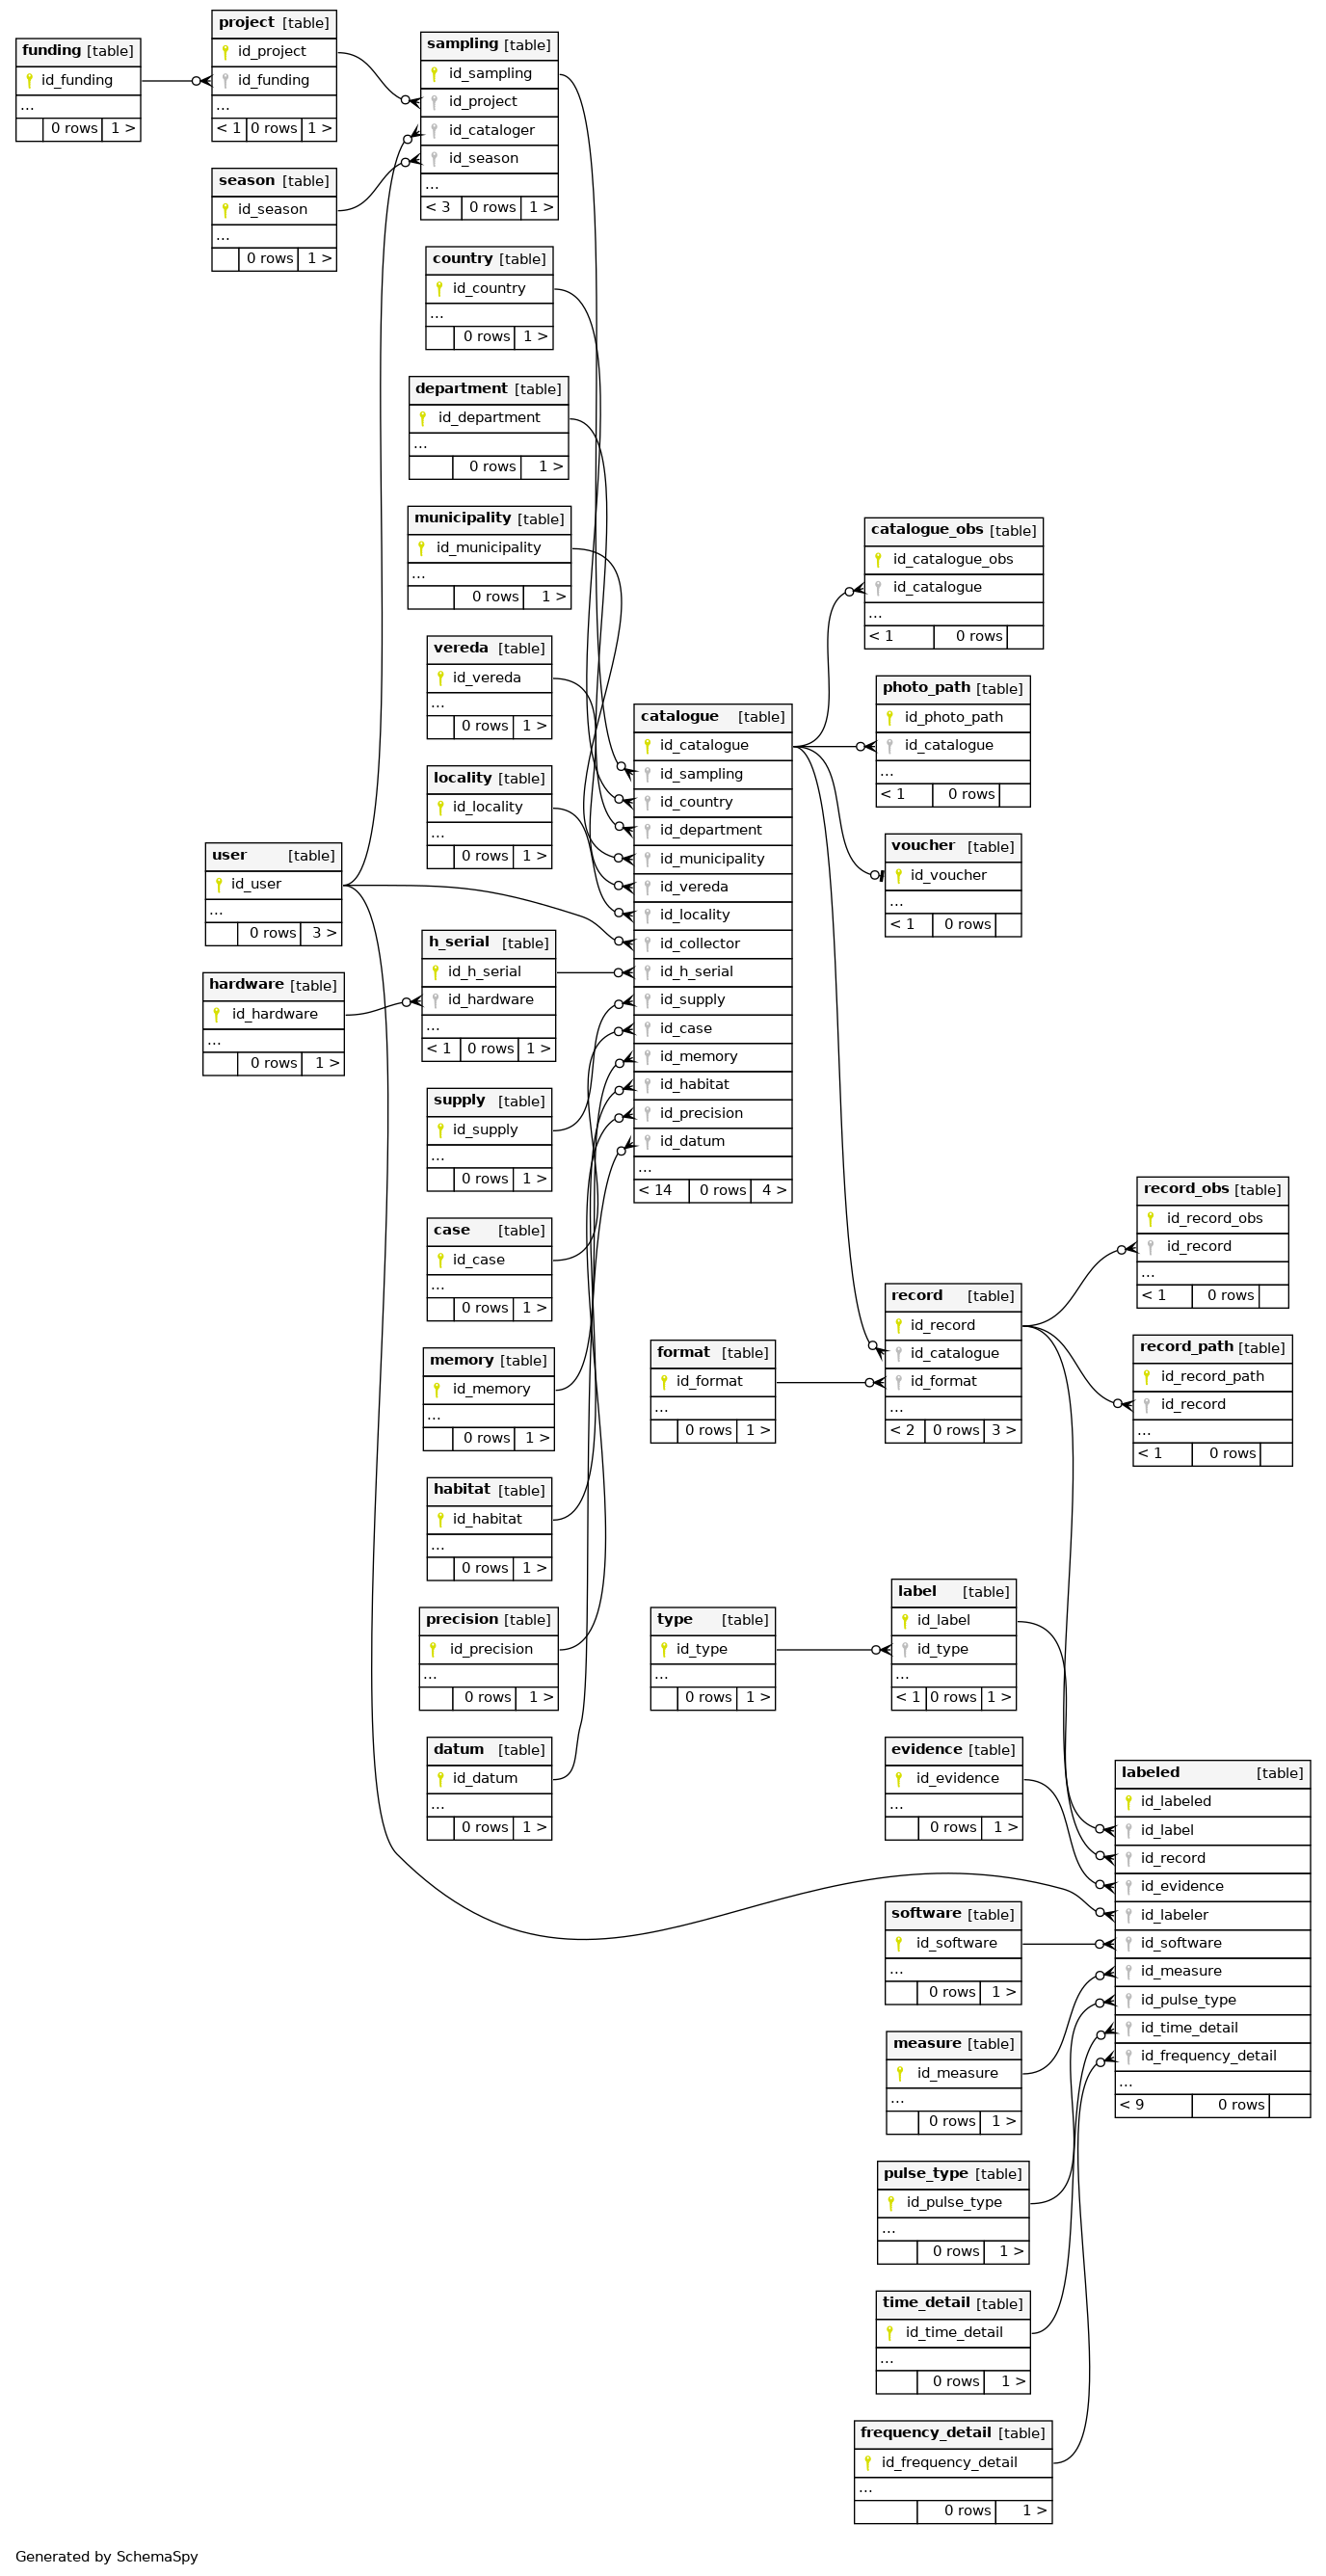 funding [table]
id_funding
...
0 rows 1 >
project [table]
id_project
id_funding
...
< 1 0 rows 1 >
season [table]
id_season
...
0 rows 1 >
sampling [table]
id_sampling
id_project
id_cataloger
id_season
...
< 3 0 rows 1 >
country [table]
id_country
...
0 rows 1 >
department [table]
id_department
...
0 rows 1 >
municipality [table]
id_municipality
...
0 rows 1 >
vereda [table]
id_vereda
...
0 rows 1 >
locality [table]
id_locality
...
0 rows 1 >
user [table]
id_user
...
0 rows 3 >
hardware [table]
id_hardware
...
0 rows 1 >
h_serial [table]
id_h_serial
id_hardware
...
< 1 0 rows 1 >
supply [table]
id_supply
...
0 rows 1 >
case [table]
id_case
...
0 rows 1 >
memory [table]
id_memory
...
0 rows 1 >
habitat [table]
id_habitat
...
0 rows 1 >
precision [table]
id_precision
...
0 rows 1 >
datum [table]
id_datum
...
0 rows 1 >
catalogue [table]
id_catalogue
id_sampling
id_country
id_department
id_municipality
id_vereda
id_locality
id_collector
id_h_serial
id_supply
id_case
id_memory
id_habitat
id_precision
id_datum
...
< 14 0 rows 4 >
catalogue_obs [table]
id_catalogue_obs
id_catalogue
...
< 1 0 rows
photo_path [table]
id_photo_path
id_catalogue
...
< 1 0 rows
voucher [table]
id_voucher
...
< 1 0 rows
format [table]
id_format
...
0 rows 1 >
record [table]
id_record
id_catalogue
id_format
...
< 2 0 rows 3 >
record_obs [table]
id_record_obs
id_record
...
< 1 0 rows
record_path [table]
id_record_path
id_record
...
< 1 0 rows
type [table]
id_type
...
0 rows 1 >
label [table]
id_label
id_type
...
< 1 0 rows 1 >
evidence [table]
id_evidence
...
0 rows 1 >
software [table]
id_software
...
0 rows 1 >
measure [table]
id_measure
...
0 rows 1 >
pulse_type [table]
id_pulse_type
...
0 rows 1 >
time_detail [table]
id_time_detail
...
0 rows 1 >
frequency_detail [table]
id_frequency_detail
...
0 rows 1 >
labeled [table]
id_labeled
id_label
id_record
id_evidence
id_labeler
id_software
id_measure
id_pulse_type
id_time_detail
id_frequency_detail
...
< 9 0 rows
Generated by SchemaSpy